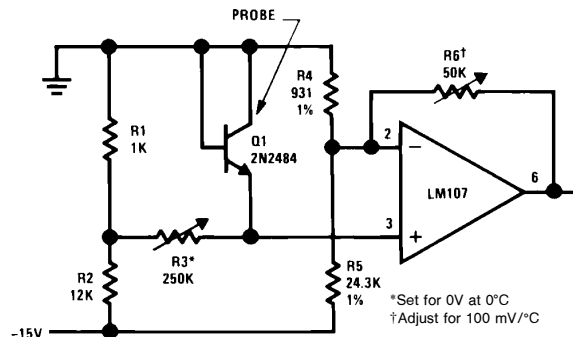 PROBE
R4
931
1%
R6†
50K
R1
1K
Q1
2N2484
2
6
LM107
3
R3*
250K
R2
12K
R5
24.3K
1%
*Set for 0V at 0°C
†Adjust for 100 mV/°C
−15V
−
+